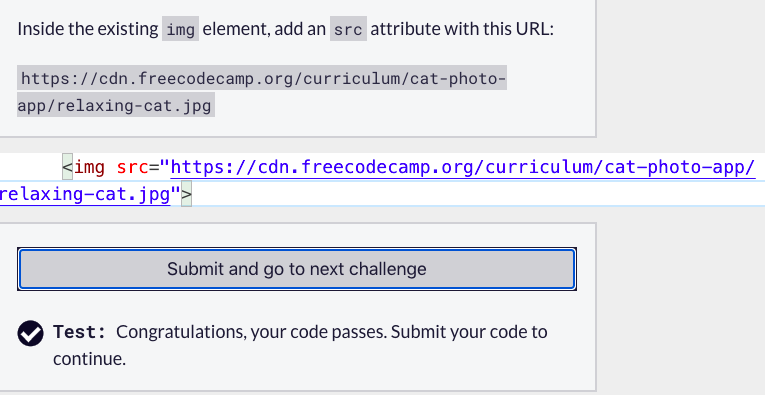 Inside the existing img element, add an src attribute with this URL:
https://cdn.freecodecamp.org/curriculum/cat-photo-
app/relaxing-cat.jpg
<img src="https://cdn.freecodecamp.org/curriculum/cat-photo-app/
relaxing-cat.jpg">
Submit and go to next challenge
Test: Congratulations, your code passes. Submit your code to
continue.